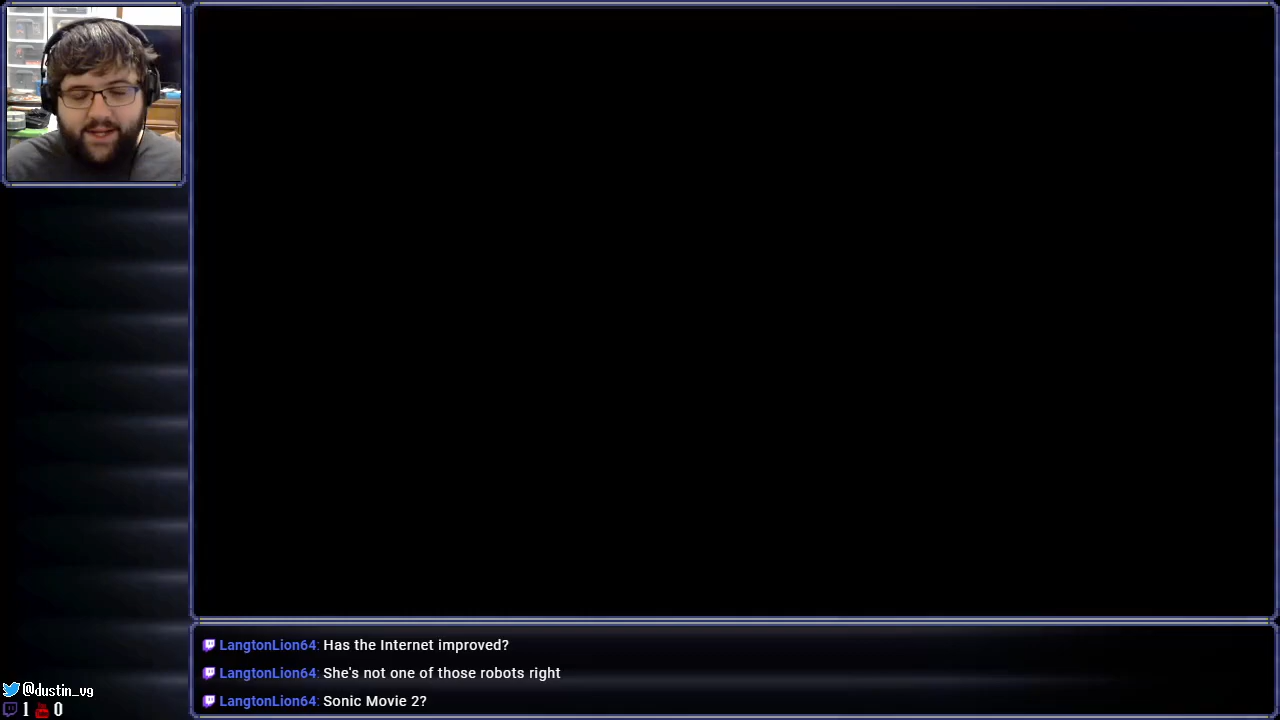 LangtonLion64: Has the Internet improved?
LangtonLion64: She's not one of those robots right
LangtonLion64: Sonic Movie 2?
@dustin_vg
1 0